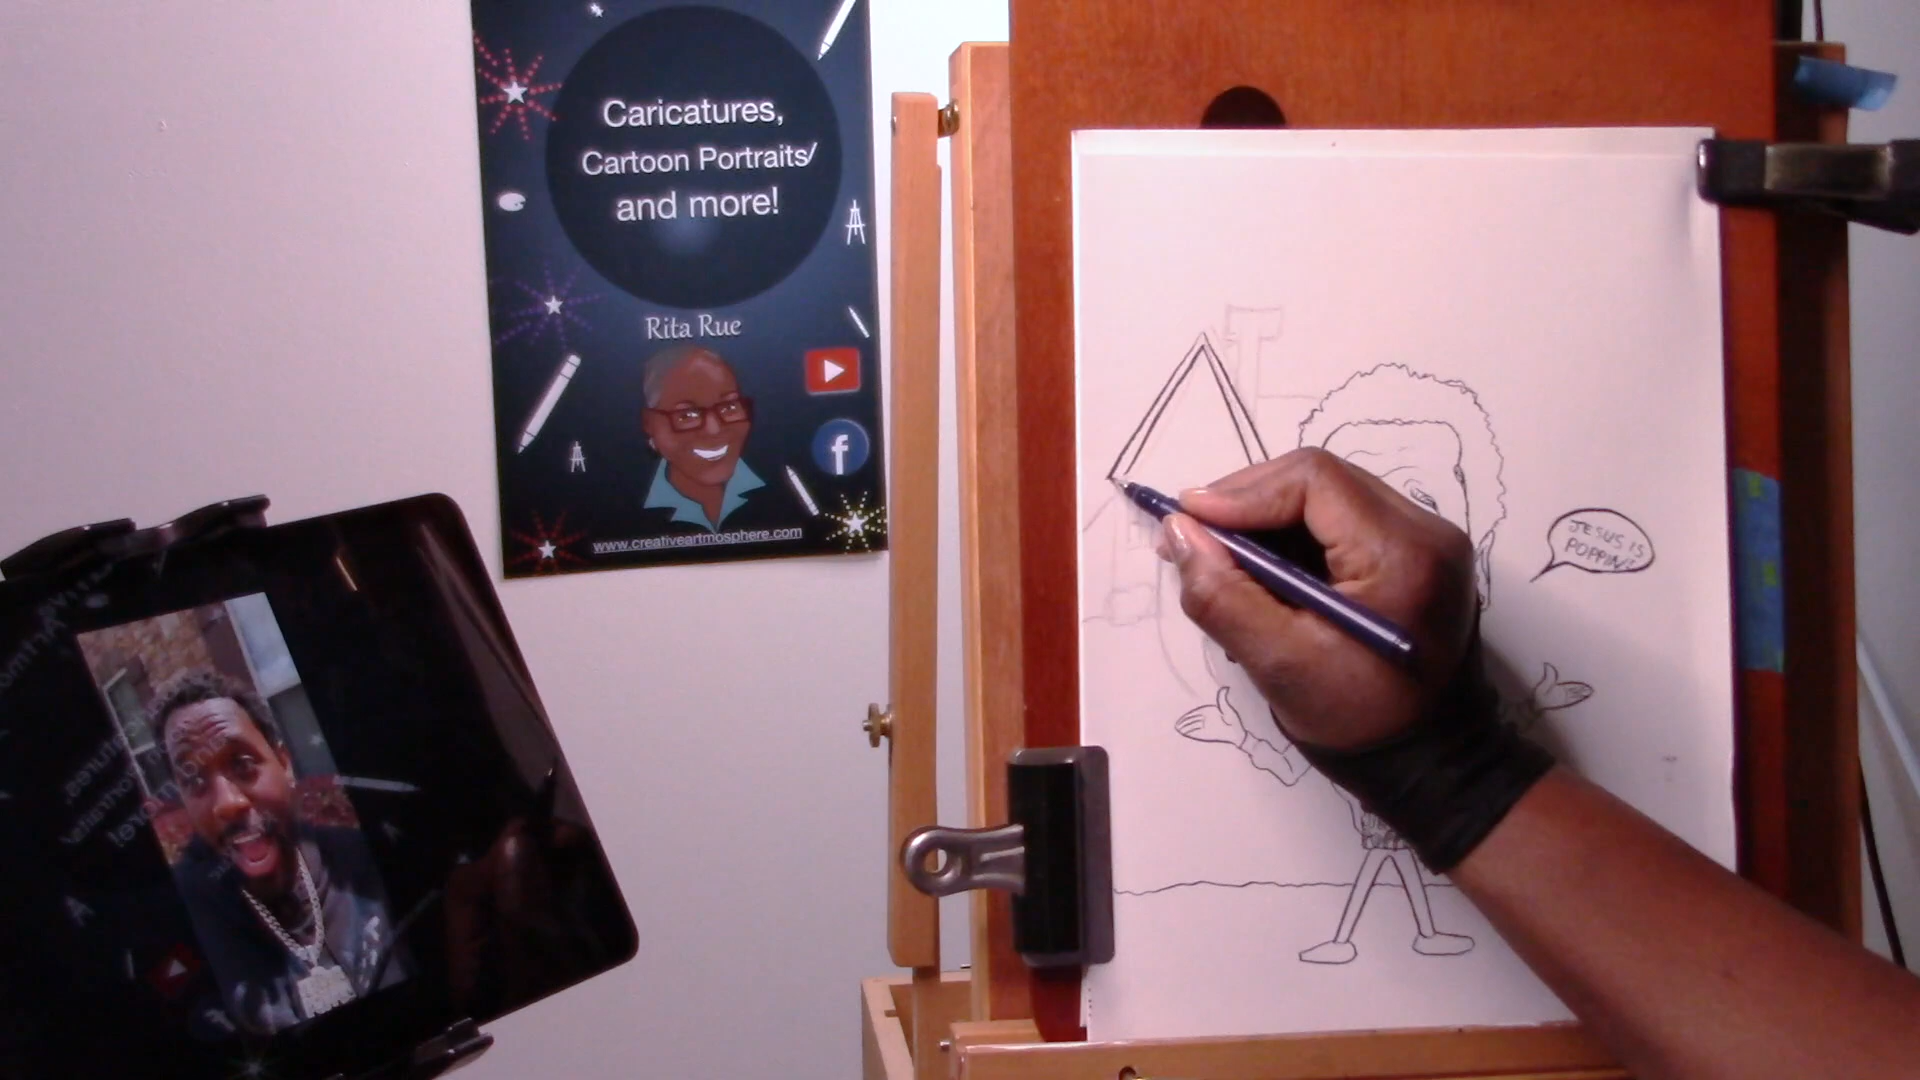 Caricatures,
Cartoon Portraits/
and more!
Rita Rue
f
www.creativeartmosphere.com
JESUS IS
POPPIN'!